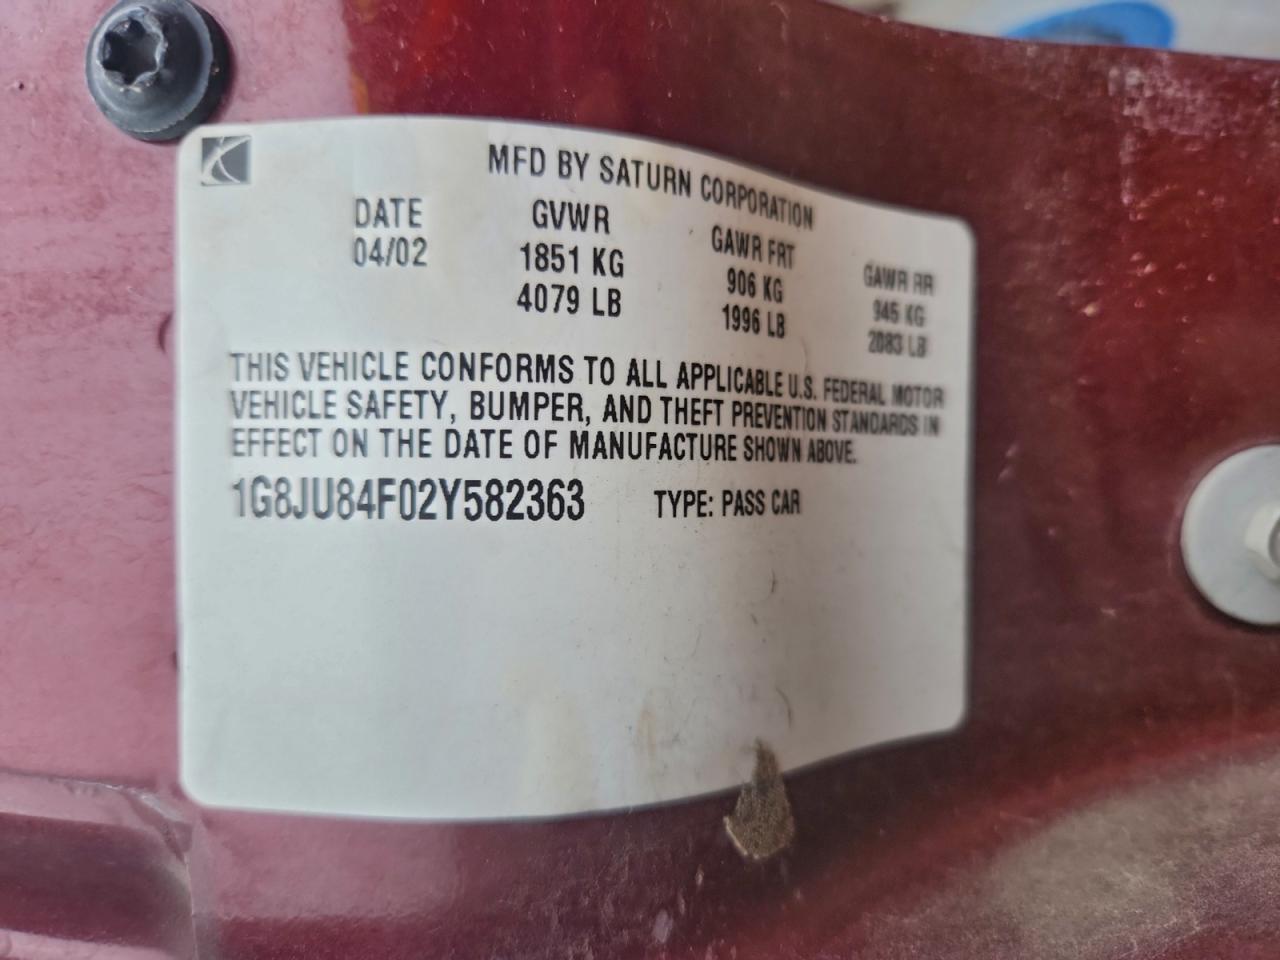 MFD BY SATURN CORPORATION
DATE GVWR GAWR FRT GAWR RR
04/02 1851 KG 906 KG 945 KG
4079 LB 1996 LB 2083 LB
THIS VEHICLE CONFORMS TO ALL APPLICABLE U.S. FEDERAL MOTOR
VEHICLE SAFETY, BUMPER, AND THEFT PREVENTION STANDARDS IN
EFFECT ON THE DATE OF MANUFACTURE SHOWN ABOVE.
1G8JU84F02Y582363 TYPE: PASS CAR